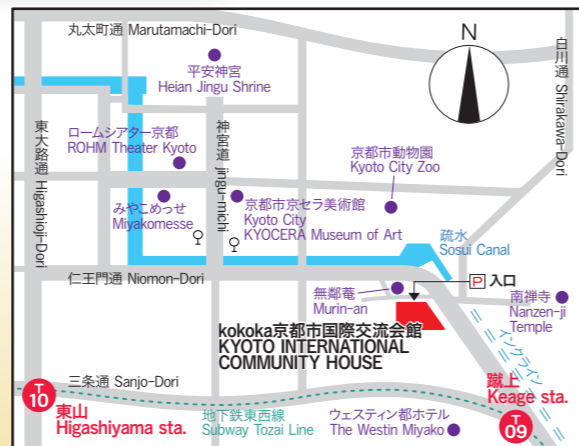 丸太町通 Marutamachi-Dori
平安神宮
Heian Jingu Shrine
N
白川通 Shirakawa-Dori
東大路通 Higashioji-Dori
ロームシアター京都
ROHM Theater Kyoto
神宮道 jingu-michi
京都市動物園
Kyoto City Zoo
みやこめっせ
Miyakomesse
京都市京セラ美術館
Kyoto City
KYOCERA Museum of Art
疏水
Sosui Canal
仁王門通 Niomon-Dori
無鄰菴
Murin-an
P 入口
南禅寺
Nanzen-ji
Temple
kokoka京都市国際交流会館
KYOTO INTERNATIONAL
COMMUNITY HOUSE
インクライン
三条通 Sanjo-Dori
蹴上
Keage sta.
T
09
T
10
東山
Higashiyama sta.
地下鉄東西線
Subway Tozai Line
ウェスティン都ホテル
The Westin Miyako